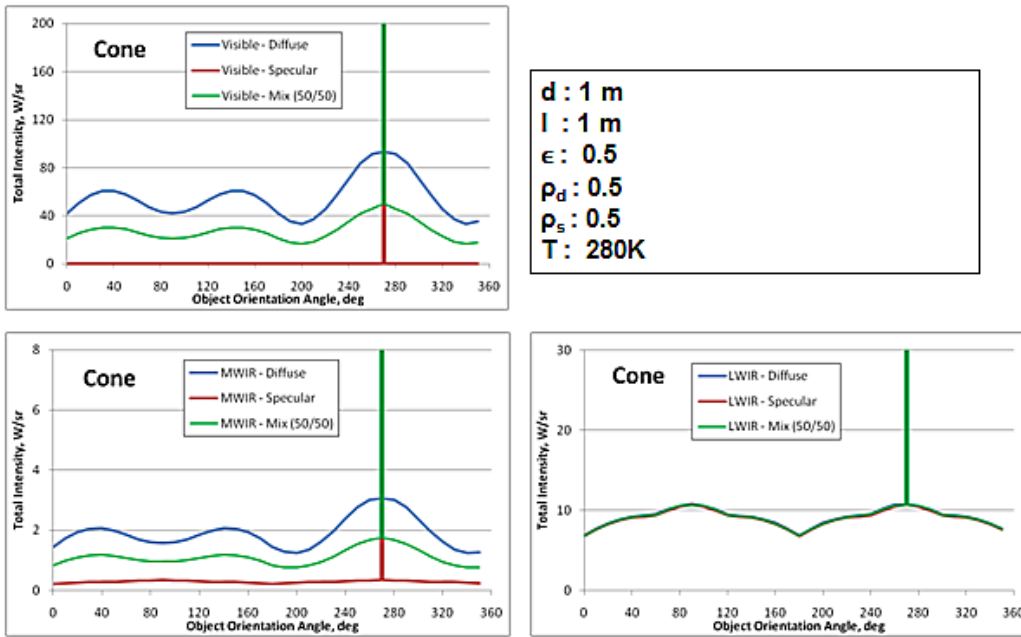 Cone
Visible - Diffuse
Visible - Specular
Visible - Mix (50/50)
Total Intensity, W/sr
200
160
120
80
40
0
0 40 80 120 160 200 240 280 320 360
Object Orientation Angle, deg
d : 1 m
l : 1 m
ϵ : 0.5
ρd : 0.5
ρs : 0.5
T : 280K
Cone
MWIR - Diffuse
MWIR - Specular
MWIR - Mix (50/50)
Total Intensity, W/sr
8
6
4
2
0
0 40 80 120 160 200 240 280 320 360
Object Orientation Angle, deg
Cone
LWIR - Diffuse
LWIR - Specular
LWIR - Mix (50/50)
Total Intensity, W/sr
30
20
10
0
0 40 80 120 160 200 240 280 320 360
Object Orientation Angle, deg